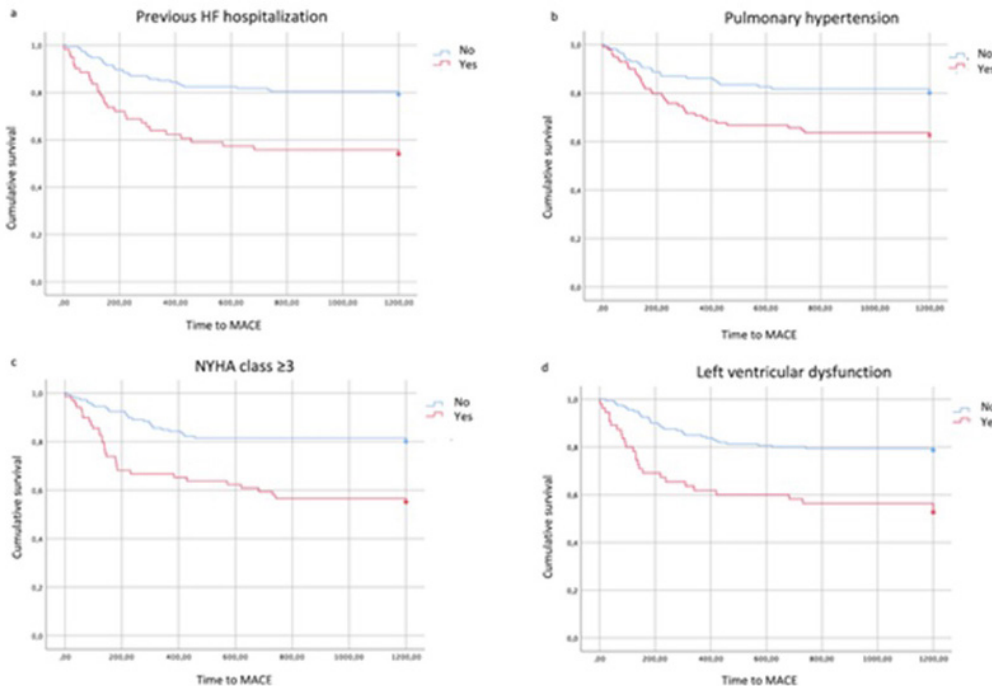 a
Previous HF hospitalization
No
Yes
1,0
0,8
0,6
0,4
0,2
0,0
Cumulative survival
,00 200,00 400,00 600,00 800,00 1000,00 1200,00
Time to MACE
b
Pulmonary hypertension
No
Yes
1,0
0,8
0,6
0,4
0,2
0,0
Cumulative survival
,00 200,00 400,00 600,00 800,00 1000,00 1200,00
Time to MACE
c
NYHA class ≥3
No
Yes
1,0
0,8
0,6
0,4
0,2
0,0
Cumulative survival
,00 200,00 400,00 600,00 800,00 1000,00 1200,00
Time to MACE
d
Left ventricular dysfunction
No
Ye
1,0
0,8
0,6
0,4
0,2
0,0
Cumulative survival
,00 200,00 400,00 600,00 800,00 1000,00 1200,00
Time to MACE